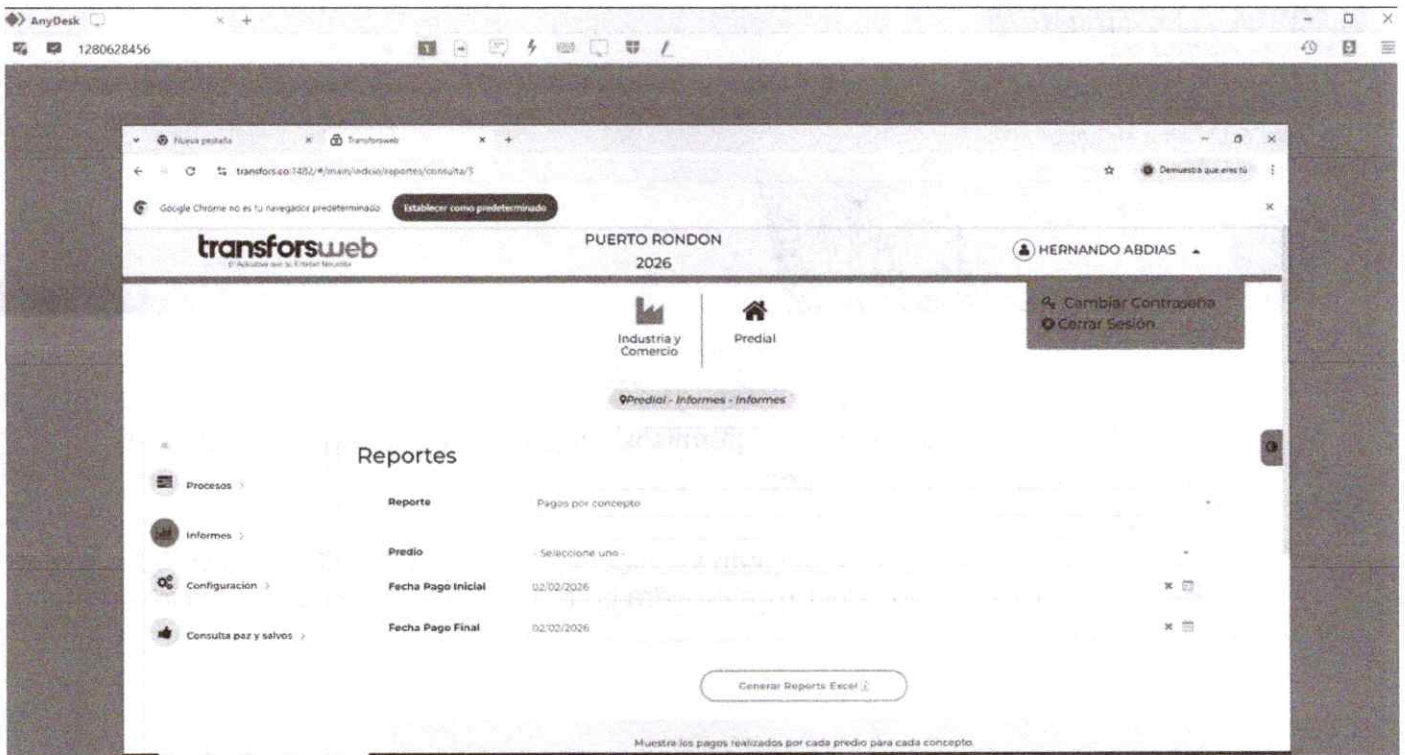 AnyDesk
1280628456
Nueva pestaña
Transforsweb
transfors.co:1482/#/main/indcio/reportes/consulta/3
Demuestra que eres tú
Google Chrome no es tu navegador predeterminado
Establecer como predeterminado
transforsweb
PUERTO RONDON
2026
HERNANDO ABDIAS
Cambiar Contraseña
Cerrar Sesión
Industria y
Comercio
Predial
Predial - Informes - Informes
Reportes
Procesos >
Reporte
Pagos por concepto
Informes >
Predio
- Seleccione uno -
Configuración >
Fecha Pago Inicial
02/02/2026
Consulta paz y salvos >
Fecha Pago Final
02/02/2026
Generar Reporte Excel
Muestra los pagos realizados por cada predio para cada concepto.